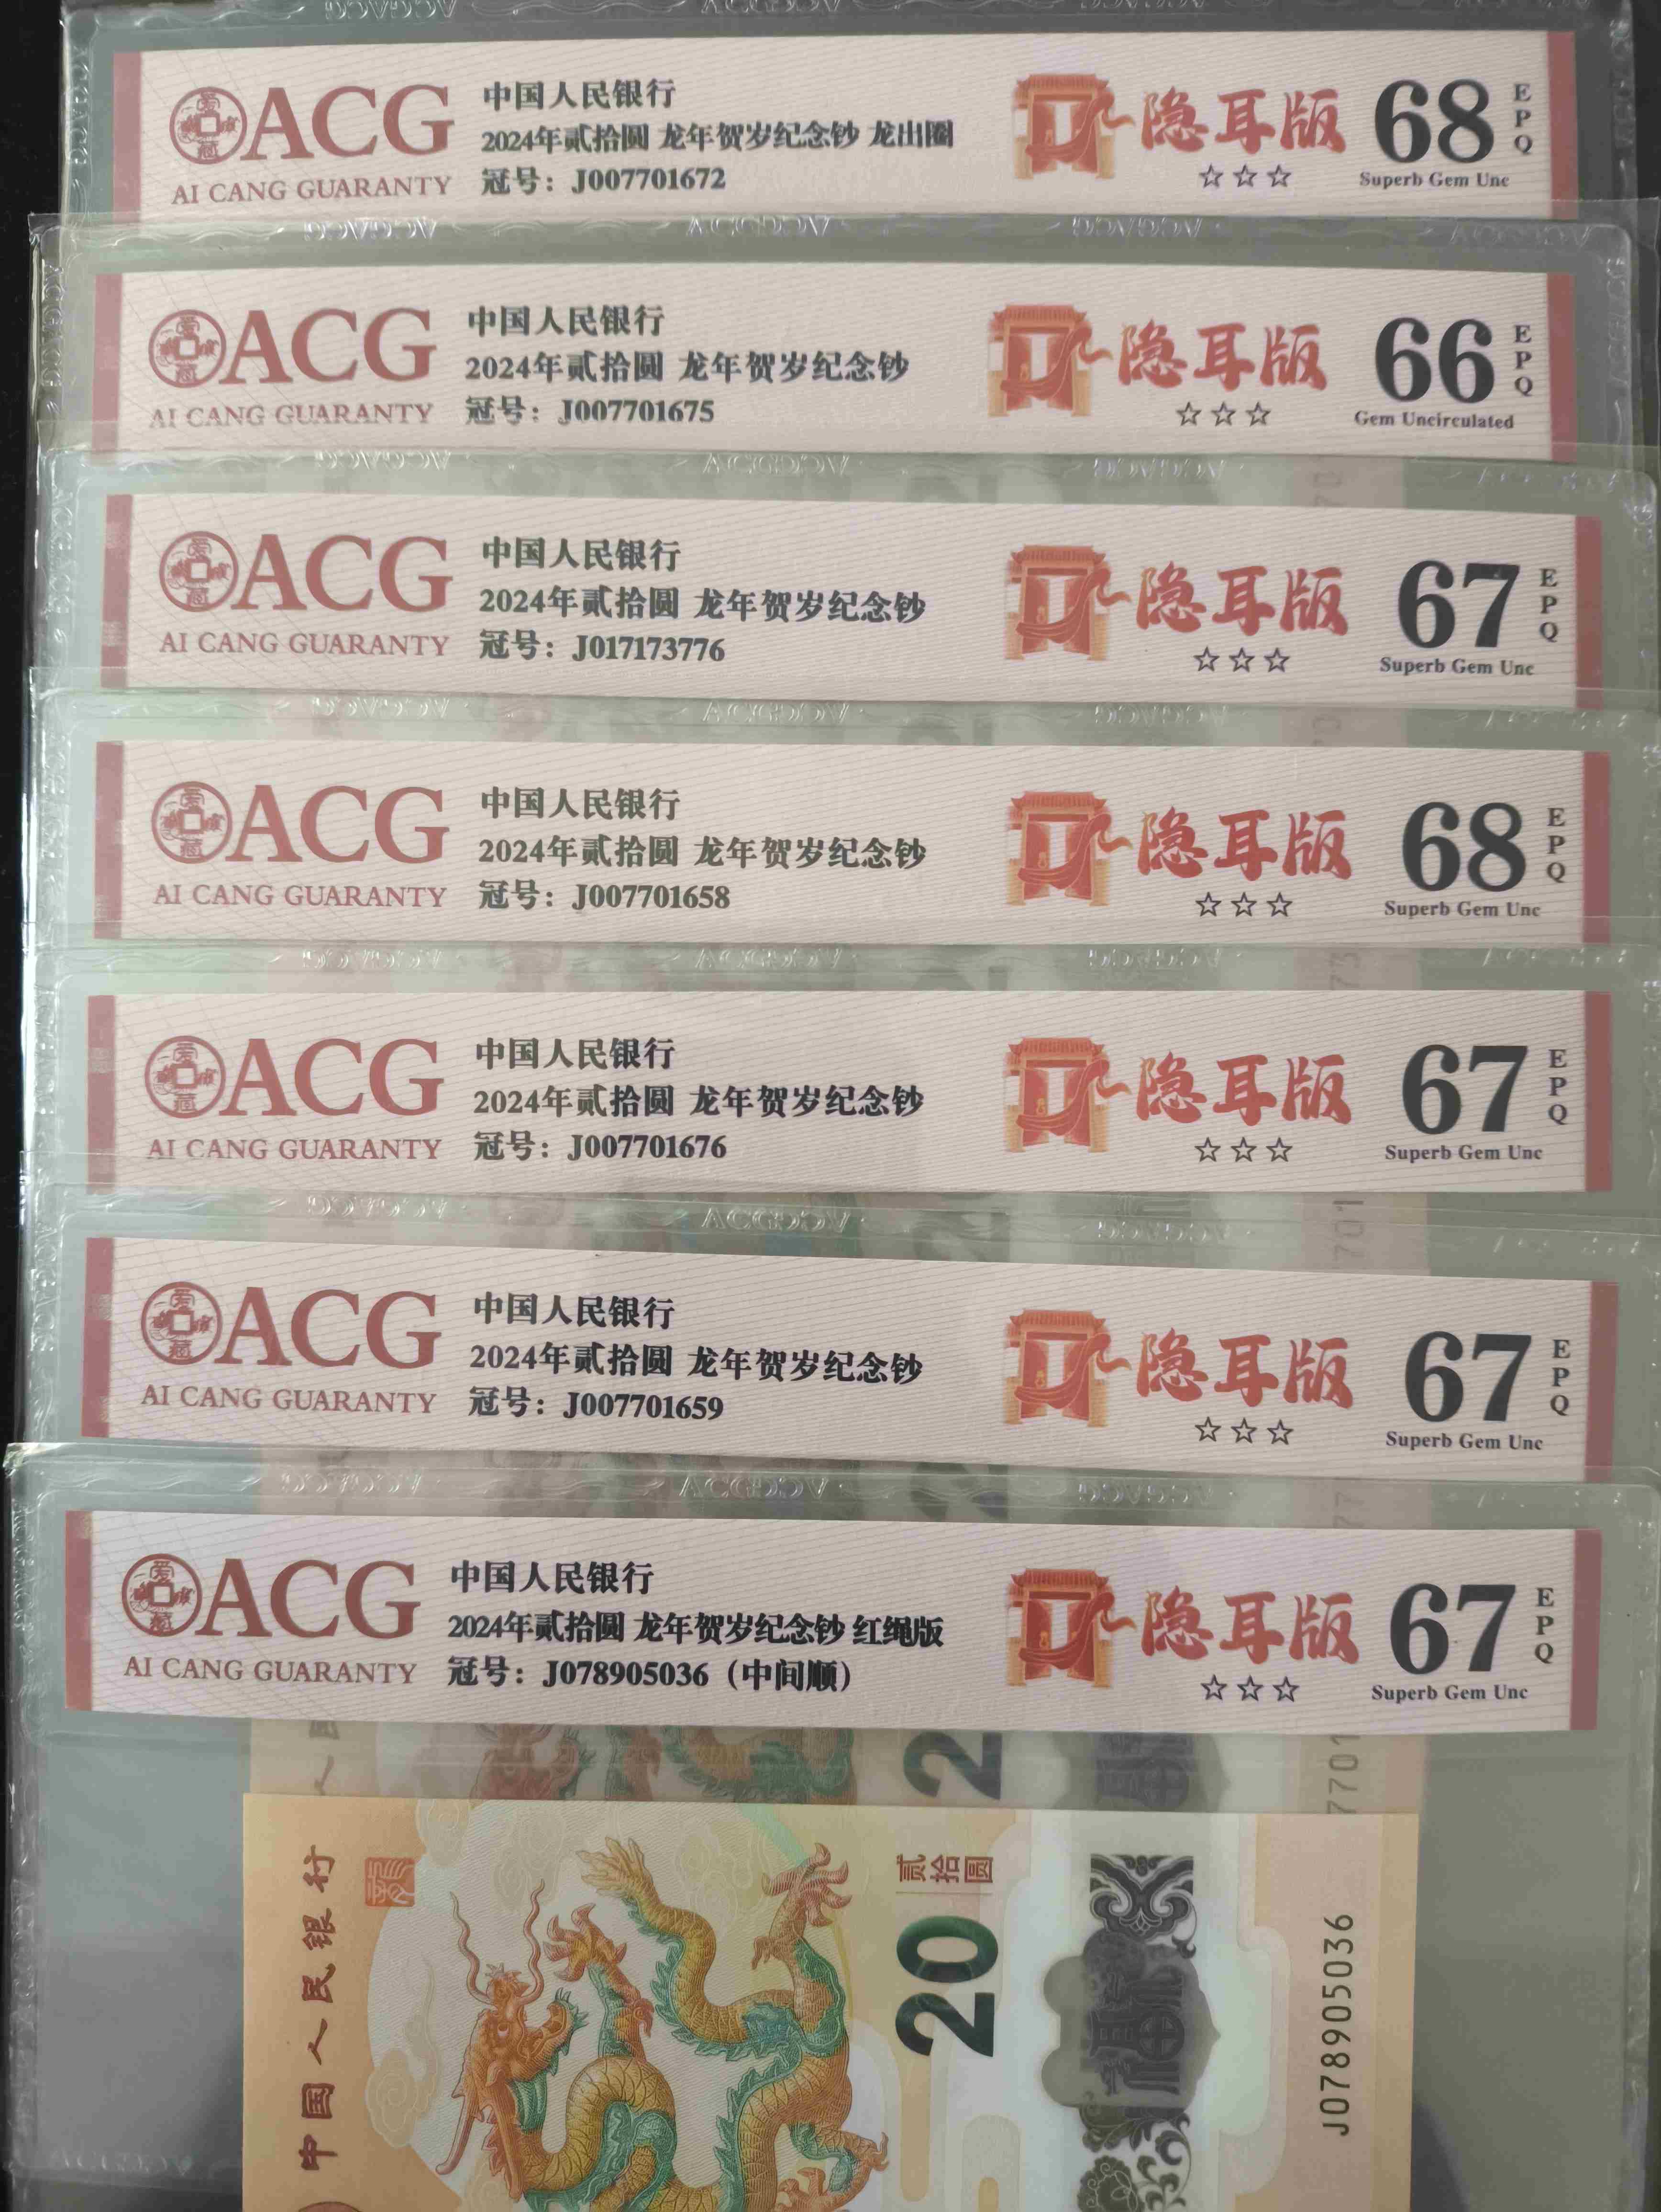 ACG
AI CANG GUARANTY
中国人民银行
2024年贰拾圆 龙年贺岁纪念钞 龙出圈
冠号：J007701672
隐耳版
☆☆☆
68
EPQ
Superb Gem Unc
ACG
AI CANG GUARANTY
中国人民银行
2024年贰拾圆 龙年贺岁纪念钞
冠号：J007701675
隐耳版
☆☆☆
66
EPQ
Gem Uncirculated
ACG
AI CANG GUARANTY
中国人民银行
2024年贰拾圆 龙年贺岁纪念钞
冠号：J017173776
隐耳版
☆☆☆
67
EPQ
Superb Gem Unc
ACG
AI CANG GUARANTY
中国人民银行
2024年贰拾圆 龙年贺岁纪念钞
冠号：J007701658
隐耳版
☆☆☆
68
EPQ
Superb Gem Unc
ACG
AI CANG GUARANTY
中国人民银行
2024年贰拾圆 龙年贺岁纪念钞
冠号：J007701676
隐耳版
☆☆☆
67
EPQ
Superb Gem Unc
ACG
AI CANG GUARANTY
中国人民银行
2024年贰拾圆 龙年贺岁纪念钞
冠号：J007701659
隐耳版
☆☆☆
67
EPQ
Superb Gem Unc
ACG
AI CANG GUARANTY
中国人民银行
2024年贰拾圆 龙年贺岁纪念钞 红绳版
冠号：J078905036（中间顺）
隐耳版
☆☆☆
67
EPQ
Superb Gem Unc
中国人民银行
贰拾圆
20
J078905036